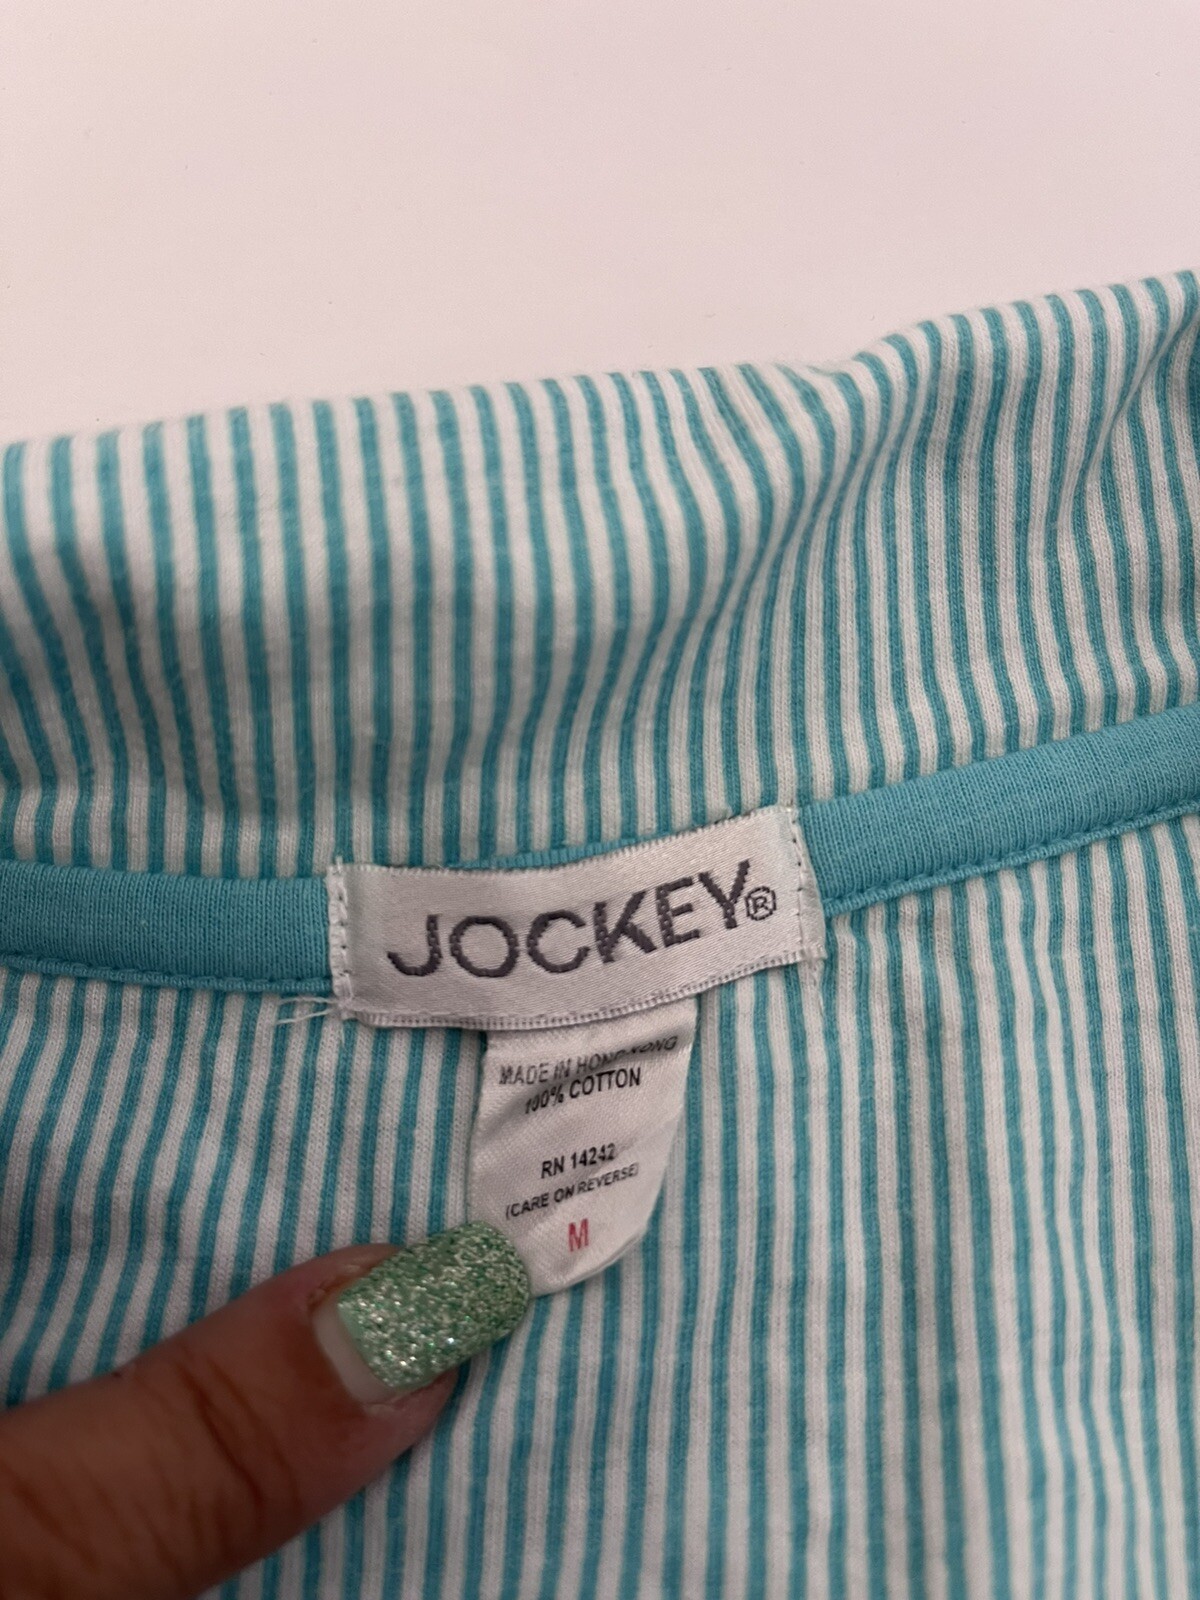 JOCKEY®
MADE IN HONG KONG
100% COTTON
RN 14242
(CARE ON REVERSE)
M